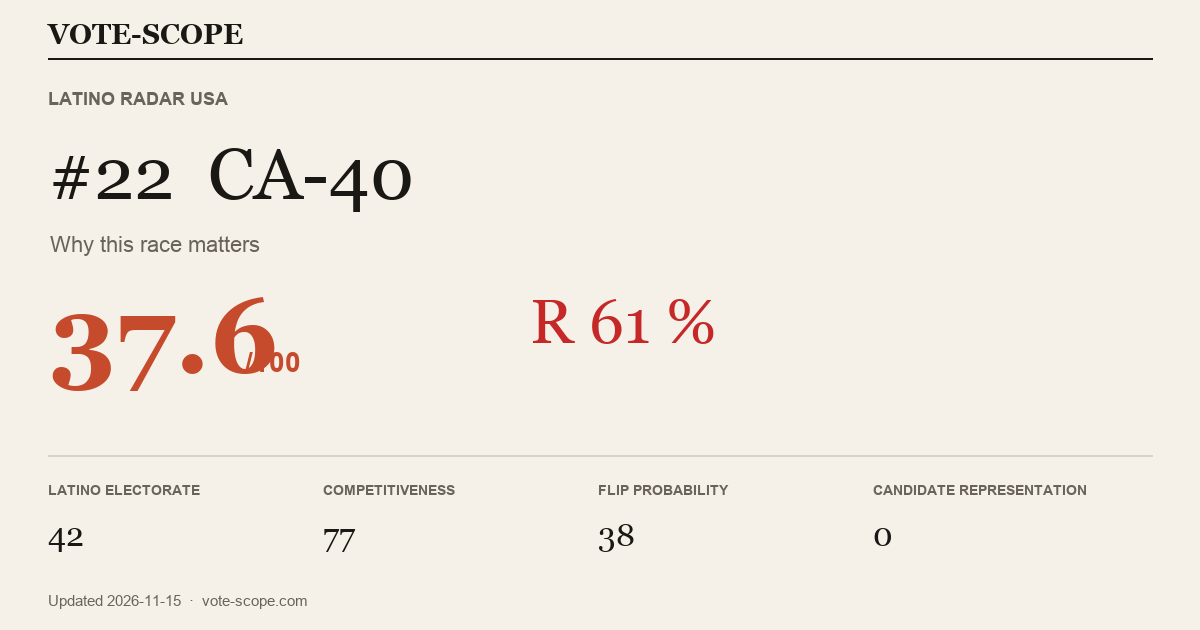 VOTE-SCOPE
LATINO RADAR USA
#22 CA-40
Why this race matters
37.6 /100
R 61 %
LATINO ELECTORATE
COMPETITIVENESS
FLIP PROBABILITY
CANDIDATE REPRESENTATION
42
77
38
0
Updated 2026-11-15 · vote-scope.com